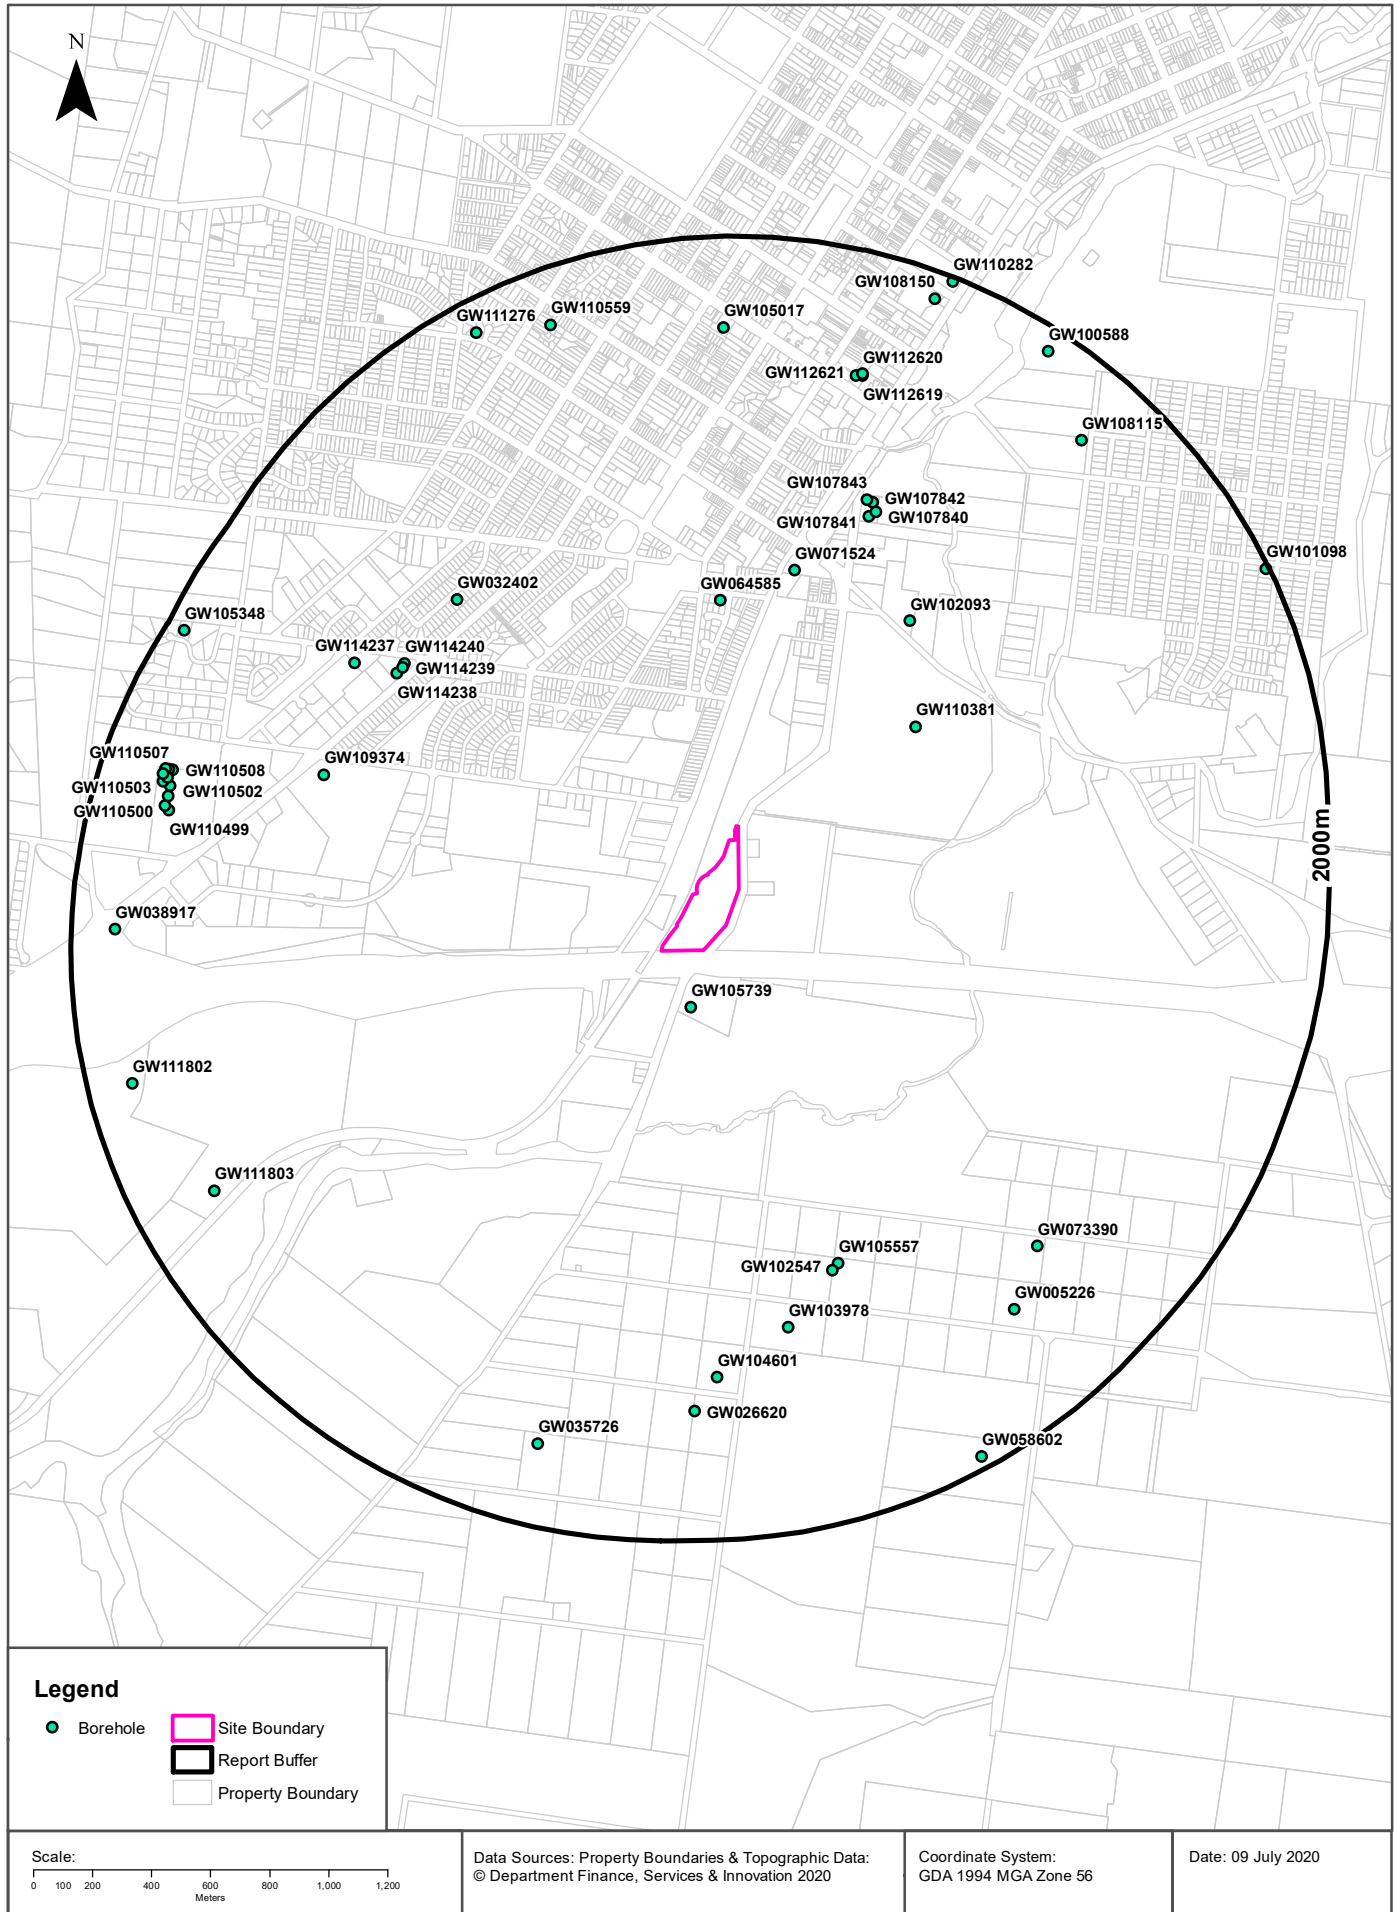 N
GW110282
GW108150
GW111276
GW110559
GW105017
GW100588
GW112620
GW112621
GW112619
GW108115
GW107843
GW107842
GW107841
GW107840
GW071524
GW101098
GW032402
GW064585
GW102093
GW105348
GW114237
GW114240
GW114239
GW114238
GW110381
GW110507
GW109374
GW110508
GW110503
GW110502
GW110500
GW110499
2000m
GW038917
GW105739
GW111802
GW111803
GW073390
GW105557
GW102547
GW005226
GW103978
GW104601
GW026620
GW035726
GW058602
Legend
Borehole
Site Boundary
Report Buffer
Property Boundary
Scale:
0 100 200 400 600 800 1,000 1,200
Meters
Data Sources: Property Boundaries & Topographic Data:
© Department Finance, Services & Innovation 2020
Coordinate System:
GDA 1994 MGA Zone 56
Date: 09 July 2020